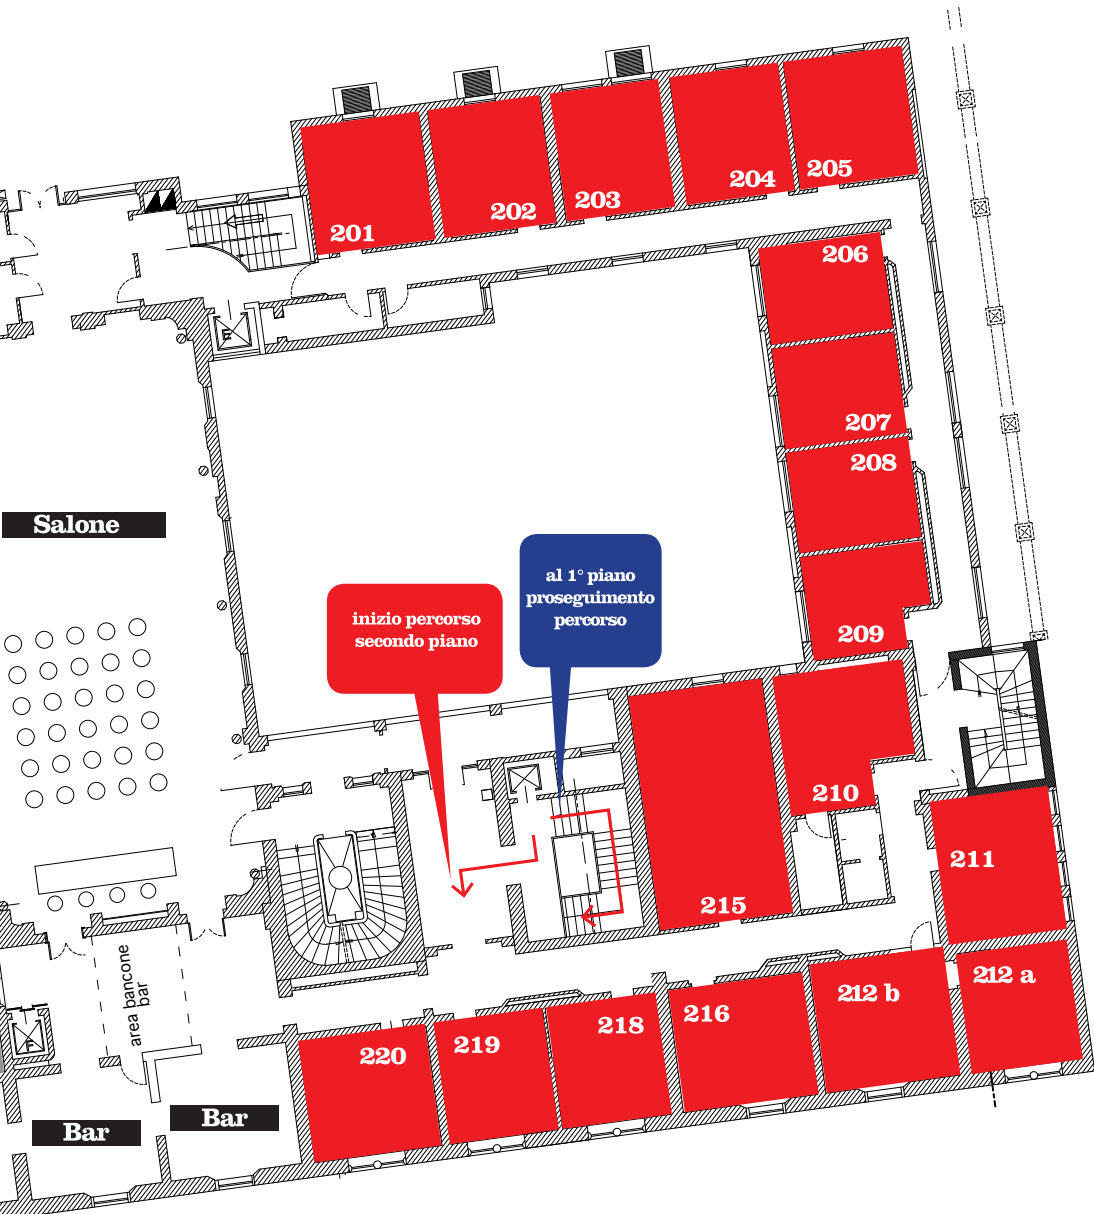 201
202
203
204
205
206
207
208
209
210
211
212 a
212 b
215
216
218
219
220
Salone
inizio percorso
secondo piano
al 1° piano
proseguimento
percorso
area bancone
bar
Bar
Bar
E
F